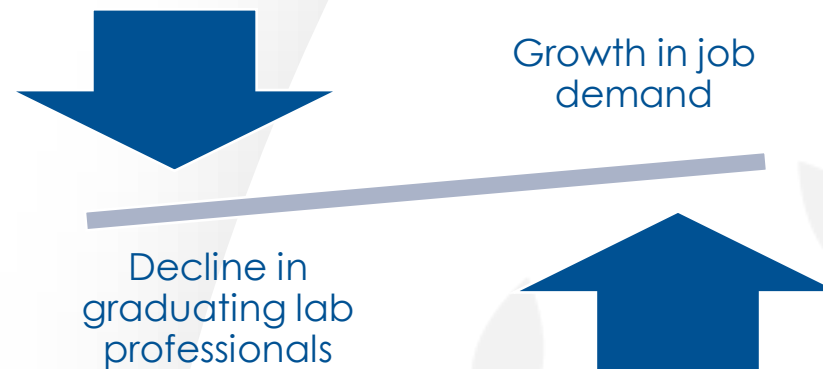 Growth in job
demand
Decline in
graduating lab
professionals